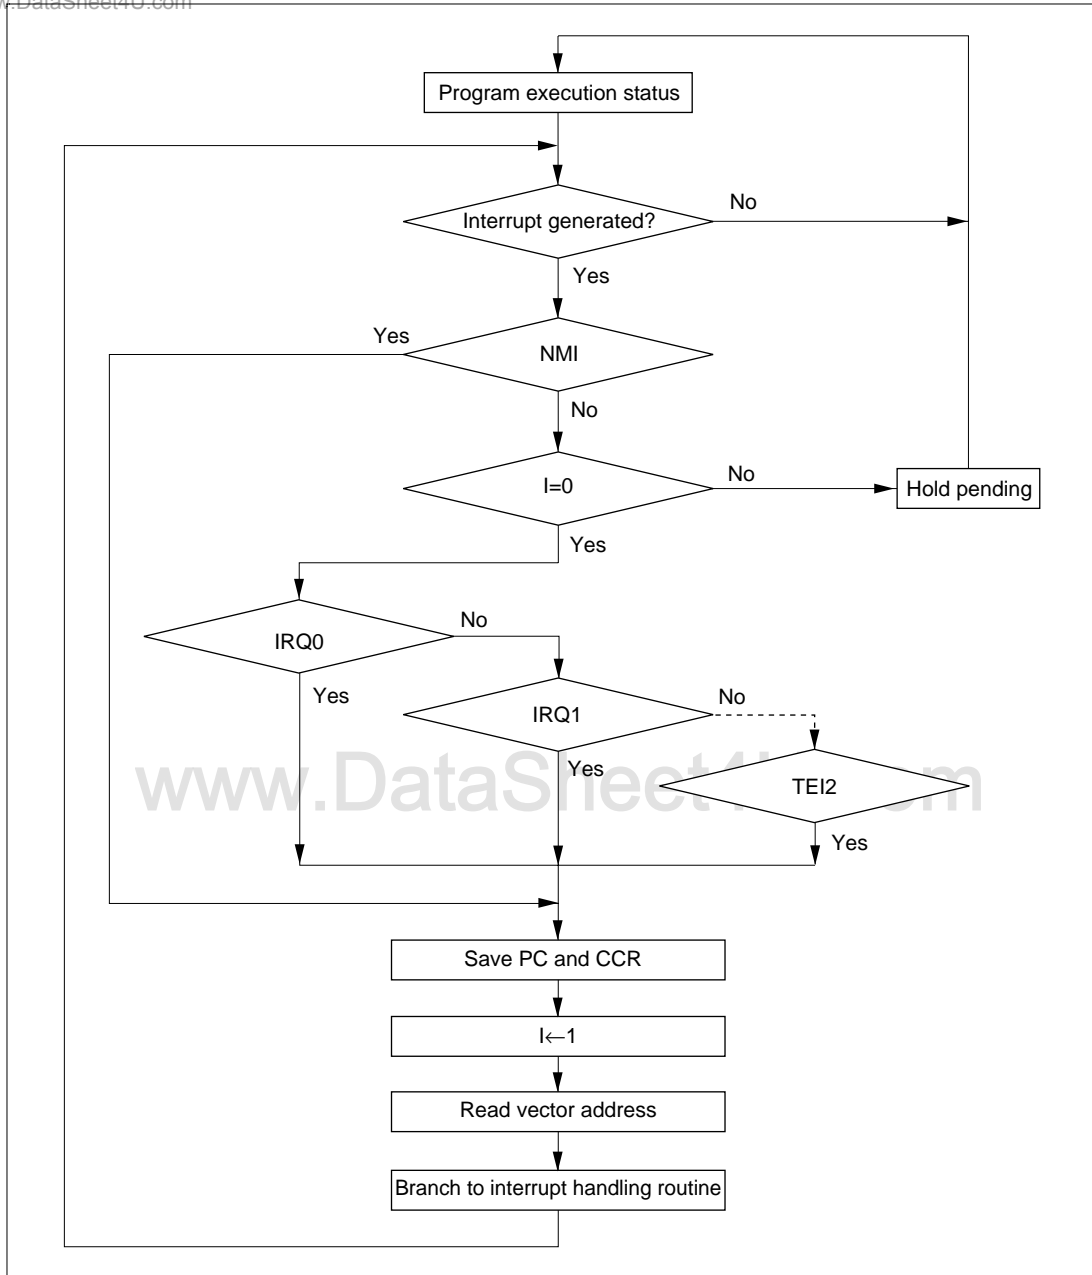 w.DataSheet4U.com
Program execution status
Interrupt generated?
No
Yes
Yes
NMI
No
I=0
No
Hold pending
Yes
IRQ0
No
Yes
IRQ1
No
Yes
TEI2
Yes
www.DataSheet4U.com
Save PC and CCR
I←1
Read vector address
Branch to interrupt handling routine